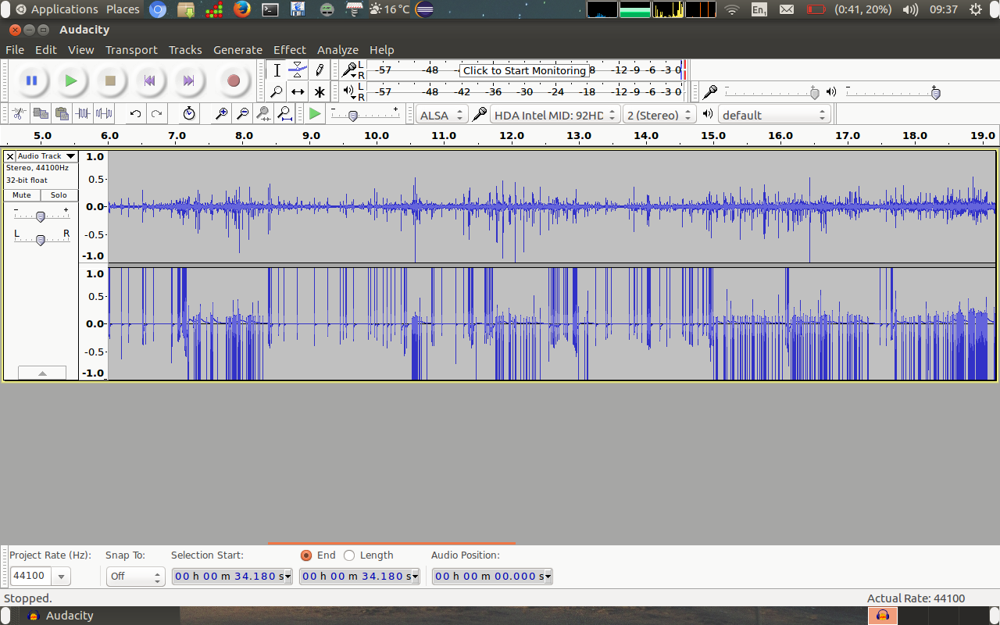 Applications Places 16 °C En1 (0:41, 20%) 09:37
Audacity
File Edit View Transport Tracks Generate Effect Analyze Help
L R -57 -48 Click to Start Monitoring 8 -12 -9 -6 -3 0
L R -57 -48 -42 -36 -30 -24 -18 -12 -9 -6 -3 0
ALSA HDA Intel MID: 92HD 2 (Stereo) default
5.0 6.0 7.0 8.0 9.0 10.0 11.0 12.0 13.0 14.0 15.0 16.0 17.0 18.0 19.0
Audio Track
Stereo, 44100Hz
32-bit float
Mute Solo
- +
L R
1.0
0.5-
0.0-
-0.5-
-1.0
1.0
0.5-
0.0-
-0.5-
-1.0
Project Rate (Hz): Snap To: Selection Start: End Length Audio Position:
44100 Off 00 h 00 m 34.180 s 00 h 00 m 34.180 s 00 h 00 m 00.000 s
Stopped. Actual Rate: 44100
Audacity